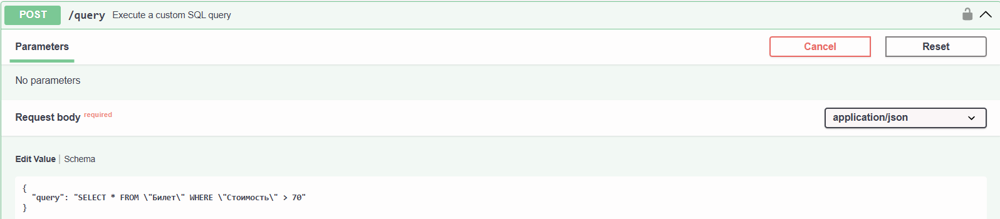 POST /query Execute a custom SQL query
Parameters Cancel Reset
No parameters
Request body required application/json
Edit Value | Schema
{
"query": "SELECT * FROM \"Билет\" WHERE \"Стоимость\" > 70"
}